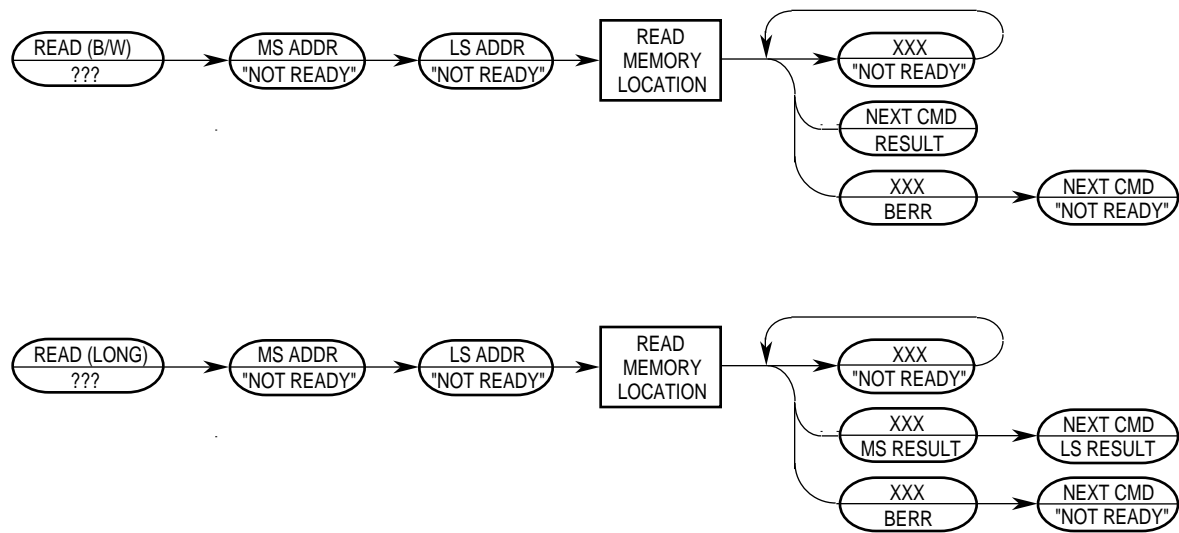 READ (B/W)
???
MS ADDR
"NOT READY"
LS ADDR
"NOT READY"
READ
MEMORY
LOCATION
XXX
"NOT READY"
NEXT CMD
RESULT
XXX
BERR
NEXT CMD
"NOT READY"
READ (LONG)
???
MS ADDR
"NOT READY"
LS ADDR
"NOT READY"
READ
MEMORY
LOCATION
XXX
"NOT READY"
XXX
MS RESULT
NEXT CMD
LS RESULT
XXX
BERR
NEXT CMD
"NOT READY"